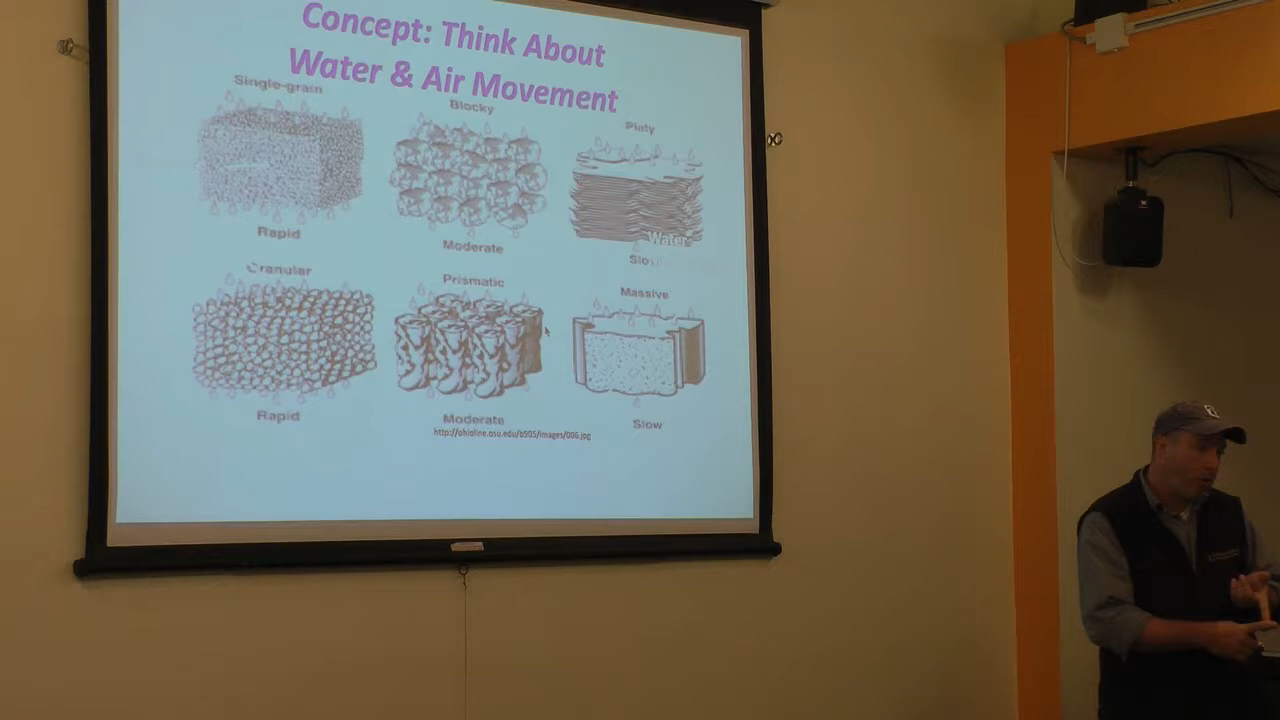 Concept: Think About
Water & Air Movement
Single-grain
Blocky
Platy
Rapid
Moderate
Water
Slow
Granular
Prismatic
Massive
Rapid
Moderate
Slow
http://ohioline.osu.edu/b905/images/006.jpg